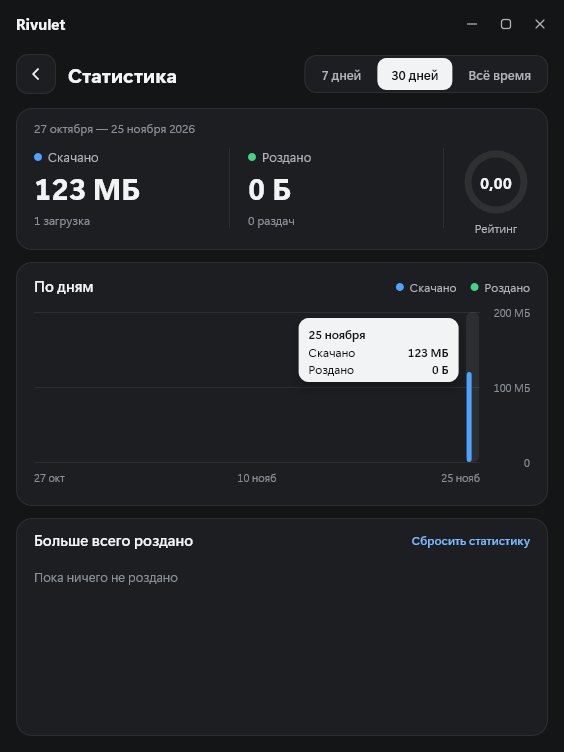 Rivulet
Статистика
7 дней
30 дней
Всё время
27 октября — 25 ноября 2026
Скачано
123 МБ
1 загрузка
Роздано
0 Б
0 раздач
0,00
Рейтинг
По дням
Скачано
Роздано
200 МБ
25 ноября
Скачано 123 МБ
Роздано 0 Б
100 МБ
0
27 окт
10 нояб
25 нояб
Больше всего роздано
Сбросить статистику
Пока ничего не роздано